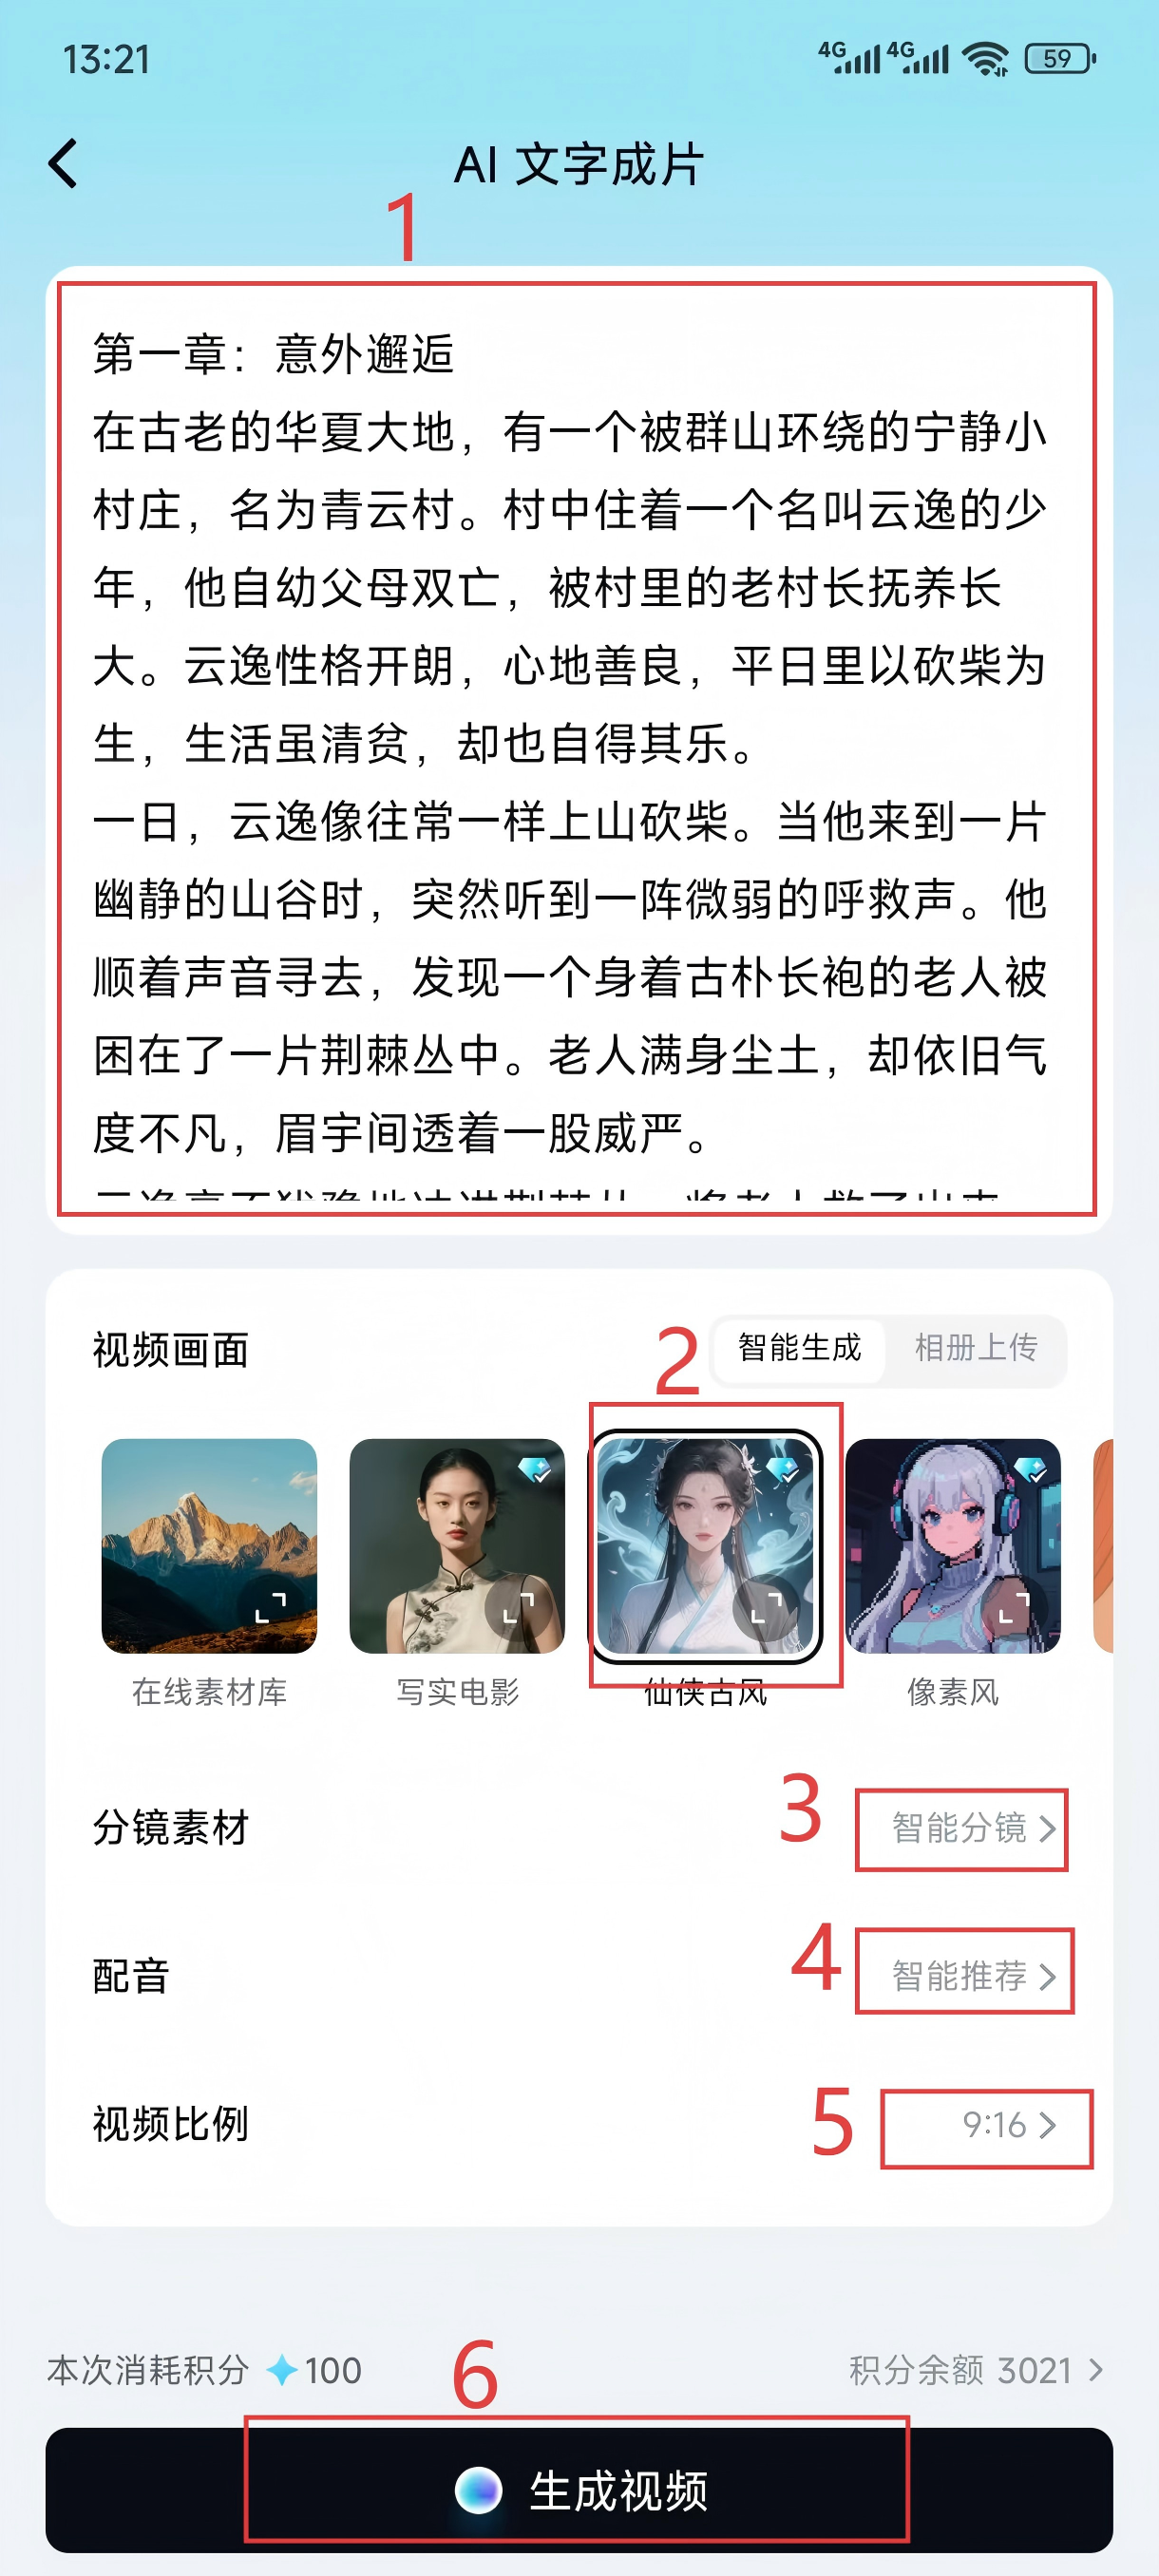 13:21
4G 4G 59
AI 文字成片
1
第一章：意外邂逅
在古老的华夏大地，有一个被群山环绕的宁静小
村庄，名为青云村。村中住着一个名叫云逸的少
年，他自幼父母双亡，被村里的老村长抚养长
大。云逸性格开朗，心地善良，平日里以砍柴为
生，生活虽清贫，却也自得其乐。
一日，云逸像往常一样上山砍柴。当他来到一片
幽静的山谷时，突然听到一阵微弱的呼救声。他
顺着声音寻去，发现一个身着古朴长袍的老人被
困在了一片荆棘丛中。老人满身尘土，却依旧气
度不凡，眉宇间透着一股威严。
视频画面
2
智能生成 相册上传
在线素材库 写实电影 仙侠古风 像素风
分镜素材 3 智能分镜
配音 4 智能推荐
视频比例 5 9:16
本次消耗积分 100 6 积分余额 3021
生成视频